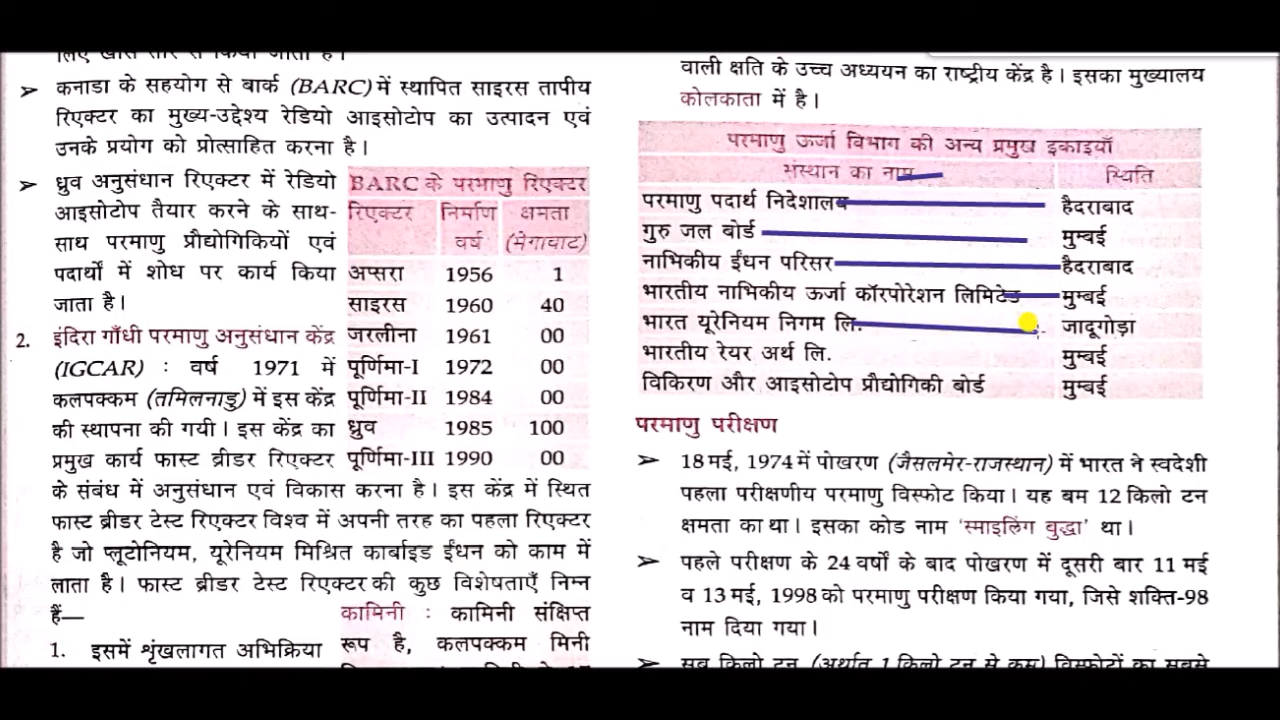 लिए खास तौर से किया जाता है।
➢ कनाडा के सहयोग से बार्क (BARC) में स्थापित साइरस तापीय
रिएक्टर का मुख्य-उद्देश्य रेडियो आइसोटोप का उत्पादन एवं
उनके प्रयोग को प्रोत्साहित करना है।
➢ ध्रुव अनुसंधान रिएक्टर में रेडियो
आइसोटोप तैयार करने के साथ-
साथ परमाणु प्रौद्योगिकियों एवं
पदार्थों में शोध पर कार्य किया
जाता है।
BARC के परमाणु रिएक्टर
रिएक्टर निर्माण क्षमता
वर्ष (मेगावाट)
अप्सरा 1956 1
साइरस 1960 40
जरलीना 1961 00
पूर्णिमा-I 1972 00
पूर्णिमा-II 1984 00
ध्रुव 1985 100
पूर्णिमा-III 1990 00
2. इंदिरा गाँधी परमाणु अनुसंधान केंद्र
(IGCAR) : वर्ष 1971 में
कलपक्कम (तमिलनाडु) में इस केंद्र
की स्थापना की गयी। इस केंद्र का
प्रमुख कार्य फास्ट ब्रीडर रिएक्टर
के संबंध में अनुसंधान एवं विकास करना है। इस केंद्र में स्थित
फास्ट ब्रीडर टेस्ट रिएक्टर विश्व में अपनी तरह का पहला रिएक्टर
है जो प्लूटोनियम, यूरेनियम मिश्रित कार्बाइड ईंधन को काम में
लाता है। फास्ट ब्रीडर टेस्ट रिएक्टर की कुछ विशेषताएँ निम्न
हैं—
1. इसमें शृंखलागत अभिक्रिया
कामिनी : कामिनी संक्षिप्त
रूप है, कलपक्कम मिनी
वाली क्षति के उच्च अध्ययन का राष्ट्रीय केंद्र है। इसका मुख्यालय
कोलकाता में है।
परमाणु ऊर्जा विभाग की अन्य प्रमुख इकाइयाँ
संस्थान का नाम स्थिति
परमाणु पदार्थ निदेशालय हैदराबाद
गुरु जल बोर्ड मुम्बई
नाभिकीय ईंधन परिसर हैदराबाद
भारतीय नाभिकीय ऊर्जा कॉरपोरेशन लिमिटेड मुम्बई
भारत यूरेनियम निगम लि. जादूगोड़ा
भारतीय रेयर अर्थ लि. मुम्बई
विकिरण और आइसोटोप प्रौद्योगिकी बोर्ड मुम्बई
परमाणु परीक्षण
➢ 18 मई, 1974 में पोखरण (जैसलमेर-राजस्थान) में भारत ने स्वदेशी
पहला परीक्षणीय परमाणु विस्फोट किया। यह बम 12 किलो टन
क्षमता का था। इसका कोड नाम ‘स्माइलिंग बुद्धा’ था।
➢ पहले परीक्षण के 24 वर्षों के बाद पोखरण में दूसरी बार 11 मई
व 13 मई, 1998 को परमाणु परीक्षण किया गया, जिसे शक्ति-98
नाम दिया गया।
➢ सब किलो टन (अर्थात् 1 किलो टन से कम) विस्फोटों का सबसे